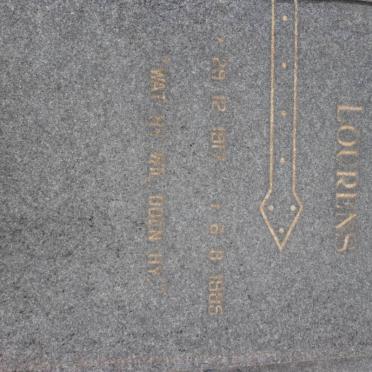 LOURENS
* 29 12 1917 † 6 8 1985
"WAT HY WIL DOEN HY."